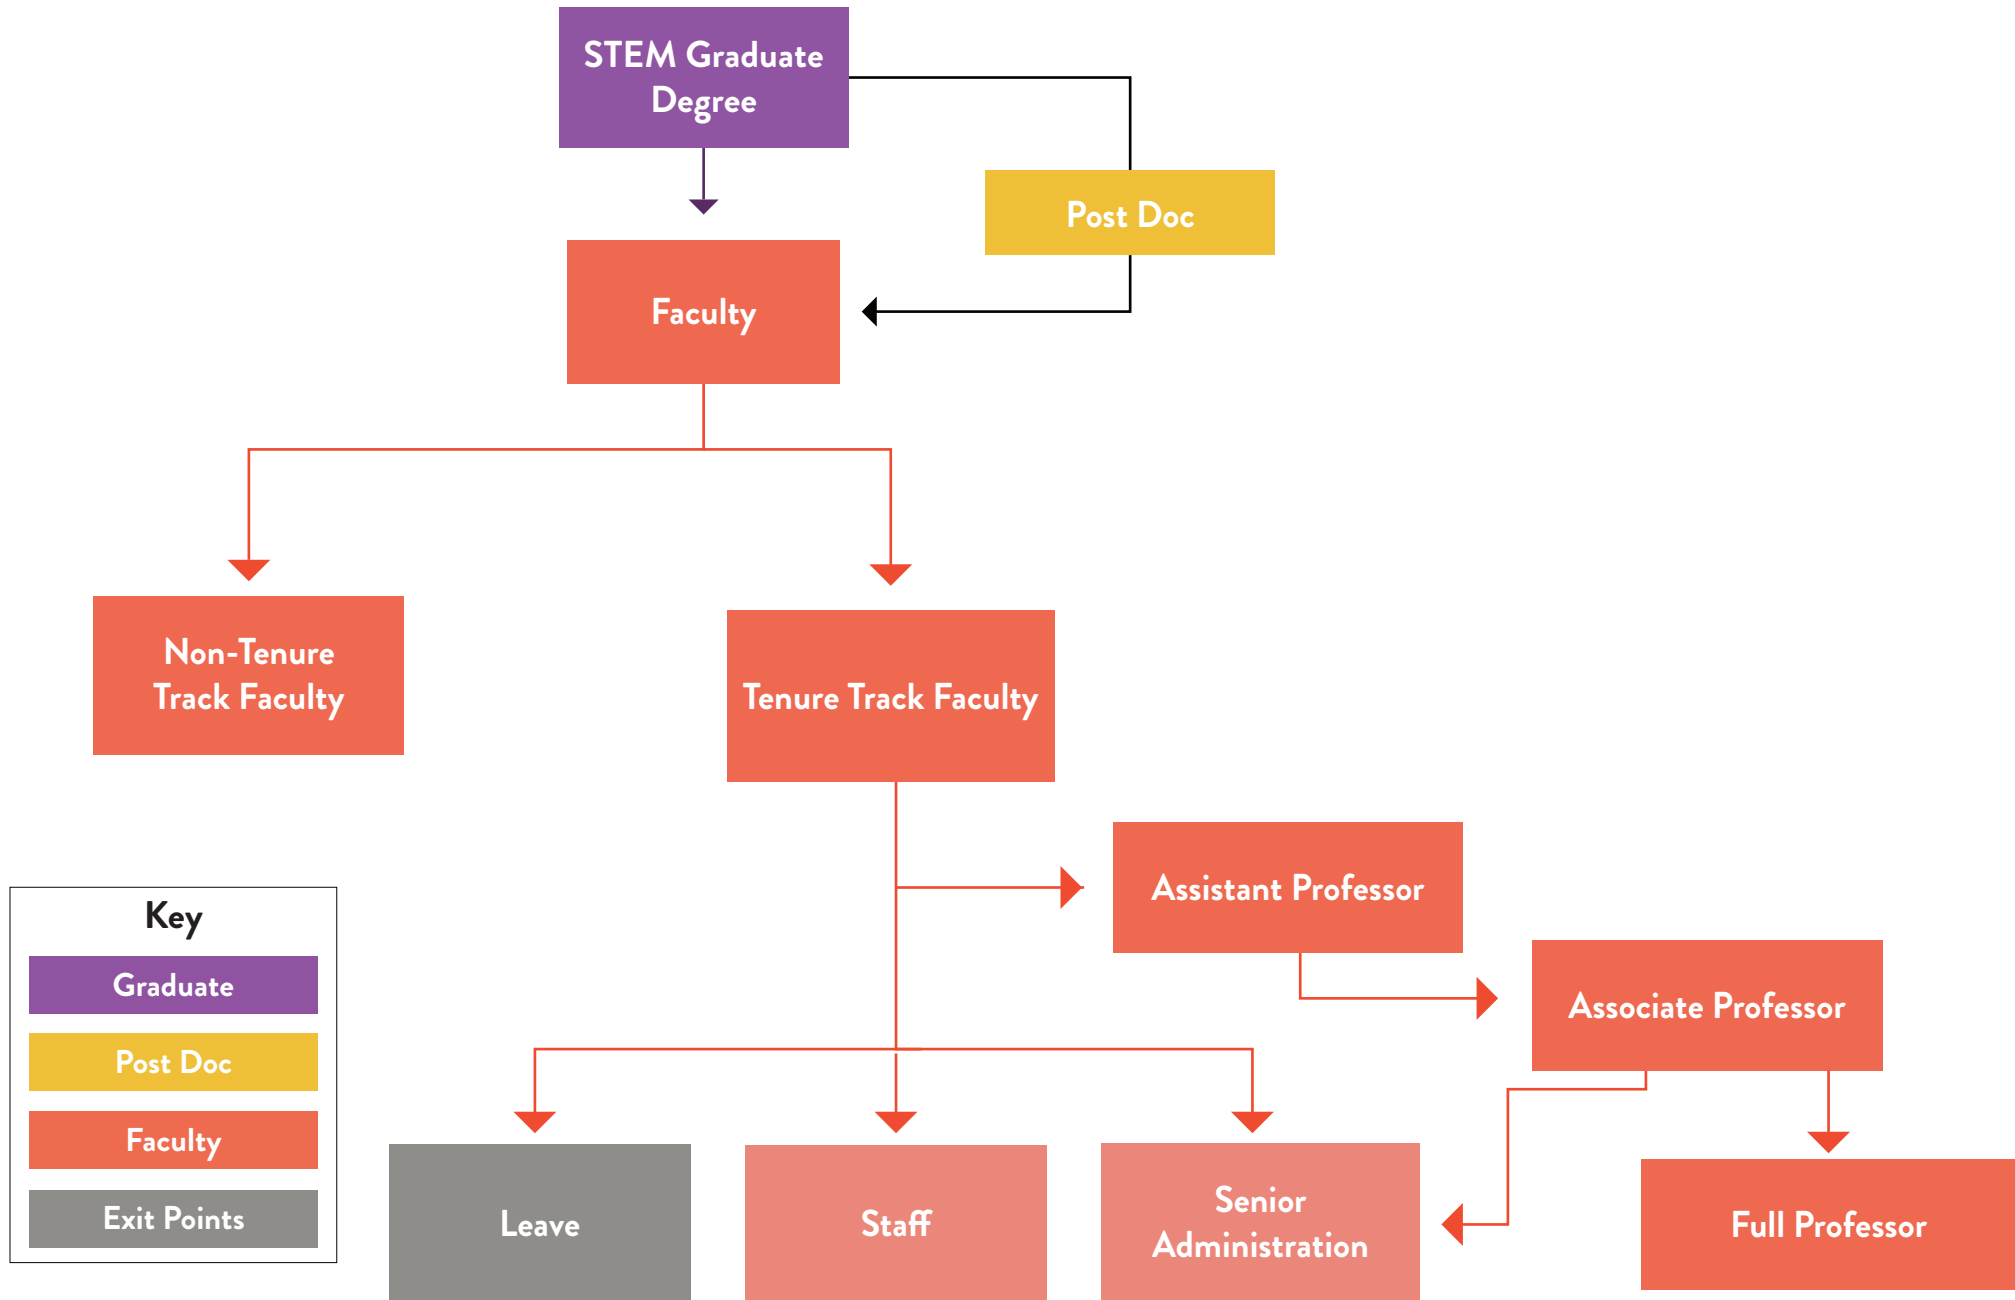 STEM Graduate
Degree
Post Doc
Faculty
Non-Tenure
Track Faculty
Tenure Track Faculty
Assistant Professor
Associate Professor
Key
Graduate
Post Doc
Faculty
Exit Points
Leave
Staff
Senior
Administration
Full Professor